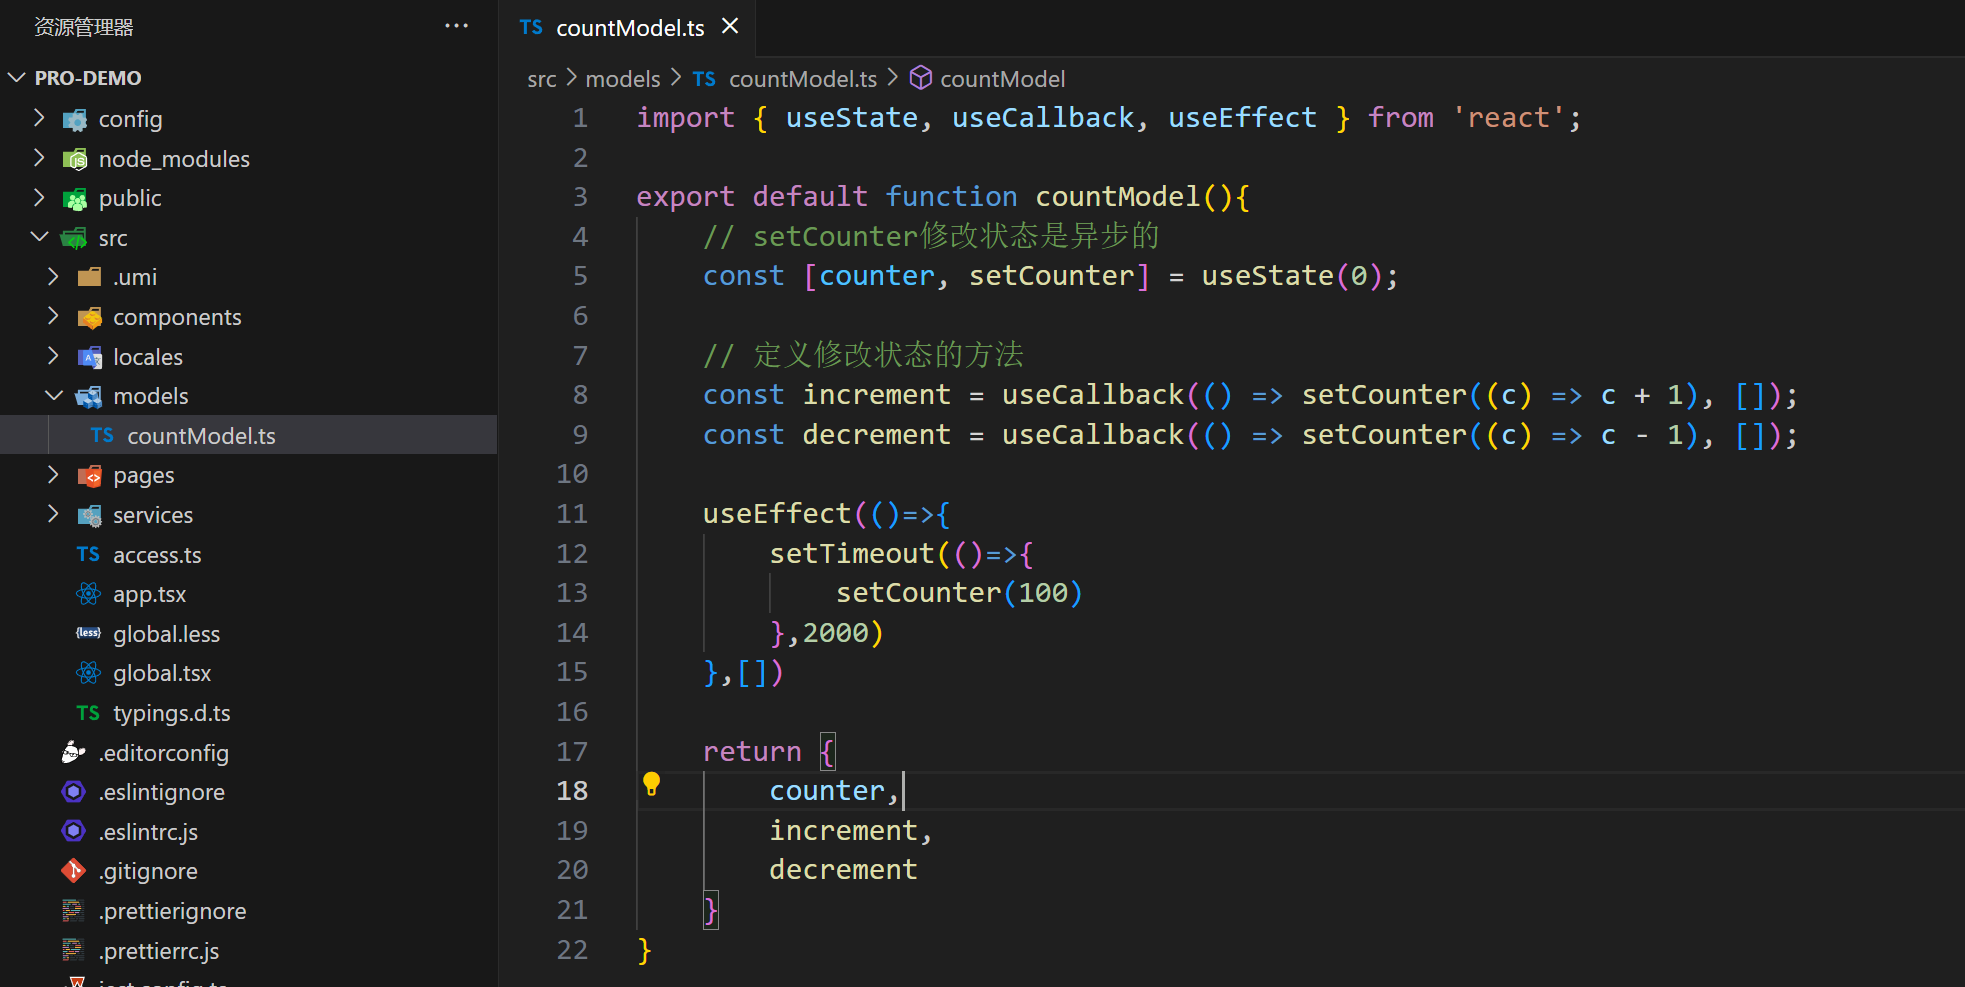 资源管理器
PRO-DEMO
config
node_modules
public
src
.umi
components
locales
models
TS countModel.ts
pages
services
TS access.ts
app.tsx
{less} global.less
global.tsx
TS typings.d.ts
.editorconfig
.eslintignore
.eslintrc.js
.gitignore
.prettierignore
.prettierrc.js
jest.config.ts
TS countModel.ts
src > models > TS countModel.ts > countModel
1 import { useState, useCallback, useEffect } from 'react';
2
3 export default function countModel(){
4 // setCounter修改状态是异步的
5 const [counter, setCounter] = useState(0);
6
7 // 定义修改状态的方法
8 const increment = useCallback(() => setCounter((c) => c + 1), []);
9 const decrement = useCallback(() => setCounter((c) => c - 1), []);
10
11 useEffect(()=>{
12 setTimeout(()=>{
13 setCounter(100)
14 },2000)
15 },[])
16
17 return {
18 counter,
19 increment,
20 decrement
21 }
22 }